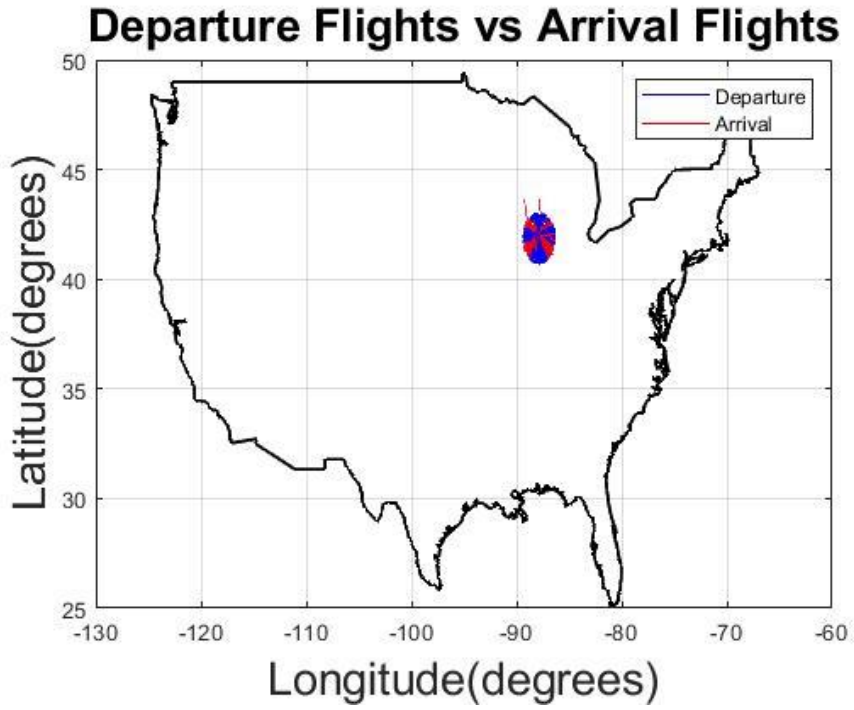 Departure Flights vs Arrival Flights
Departure
Arrival
50
45
40
35
30
25
Latitude(degrees)
-130
-120
-110
-100
-90
-80
-70
-60
Longitude(degrees)